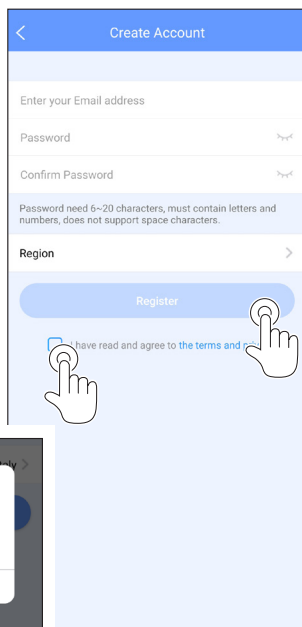 Create Account
Enter your Email address
Password
Confirm Password
Password need 6~20 characters, must contain letters and
numbers, does not support space characters.
Region
Register
I have read and agree to the terms and